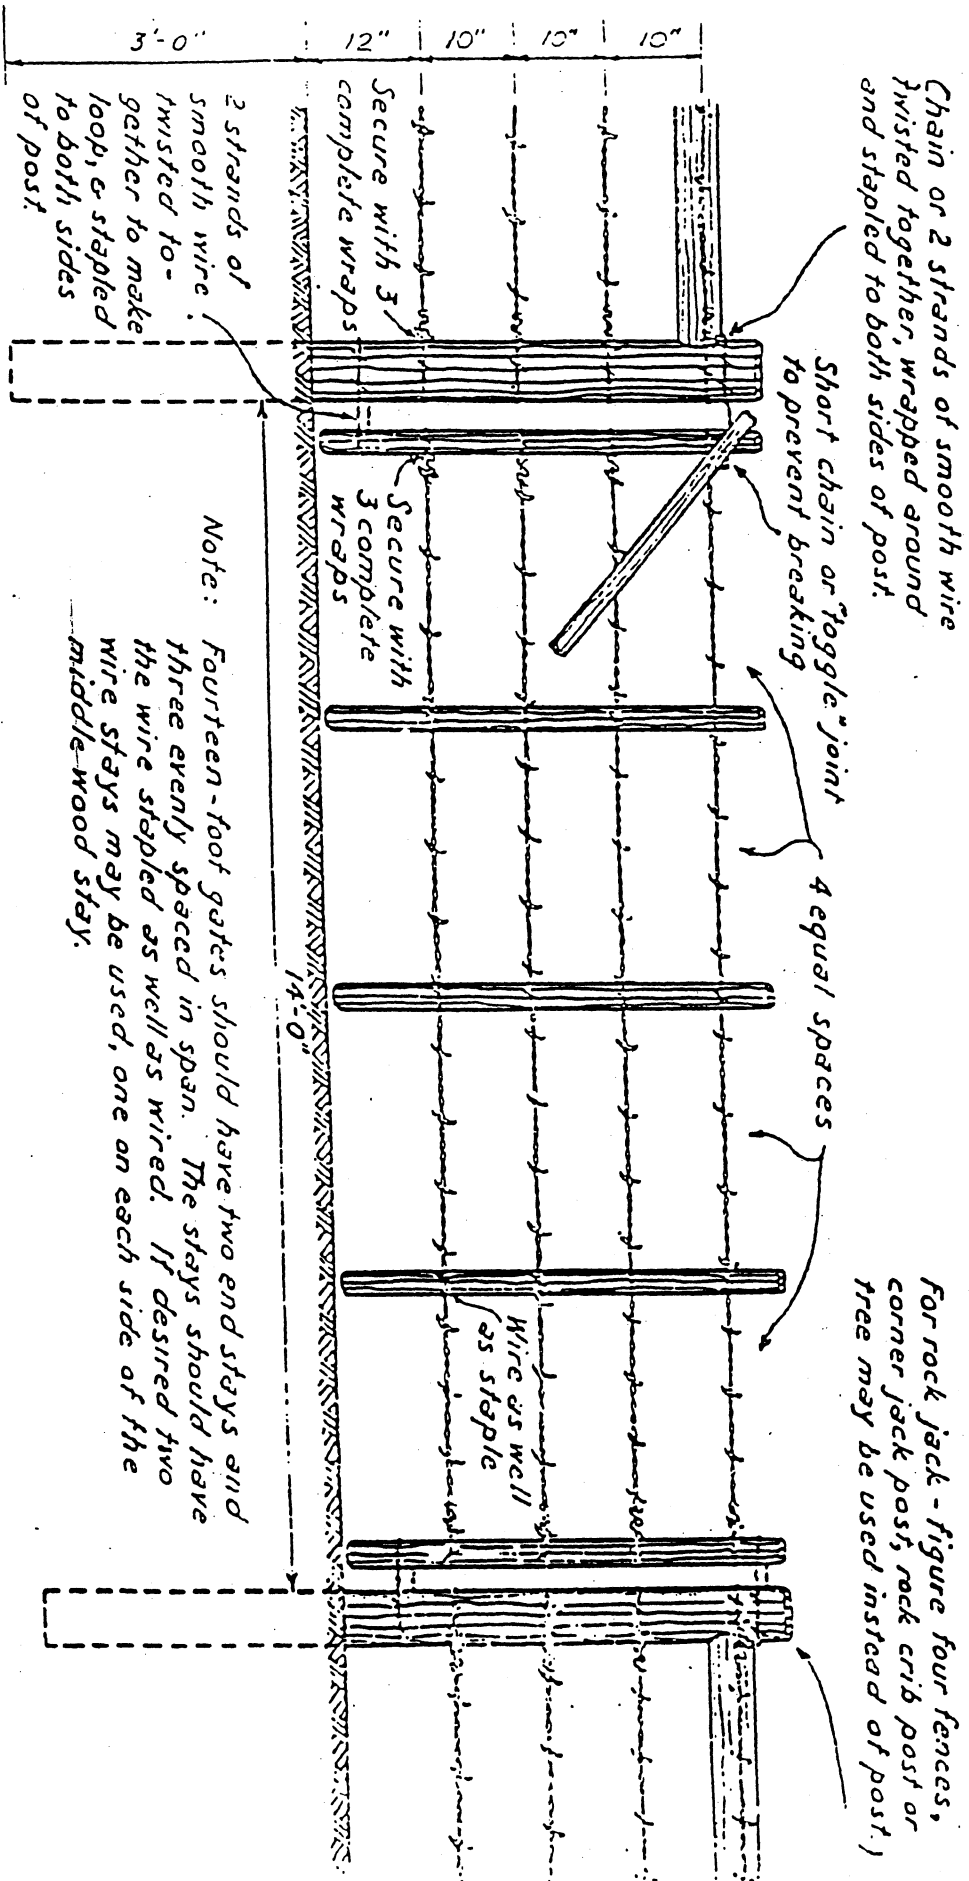 Chain or 2 strands of smooth wire
twisted together, wrapped around
and stapled to both sides of post.
Short chain or "toggle" joint
to prevent breaking
4 equal spaces
For rock jack - figure four fences,
corner jack post, rock crib post or
tree may be used instead of post.
10"
10"
10"
12"
3'-0"
Secure with 3
complete wraps
Secure with
3 complete
wraps
Wire as well
as staple
2 strands of
smooth wire
twisted to-
gether to make
loop, & stapled
to both sides
of post.
14'-0"
Note: Fourteen-foot gates should have two end stays and
three evenly spaced in span. The stays should have
the wire stapled as well as wired. If desired two
wire stays may be used, one on each side of the
middle wood stay.